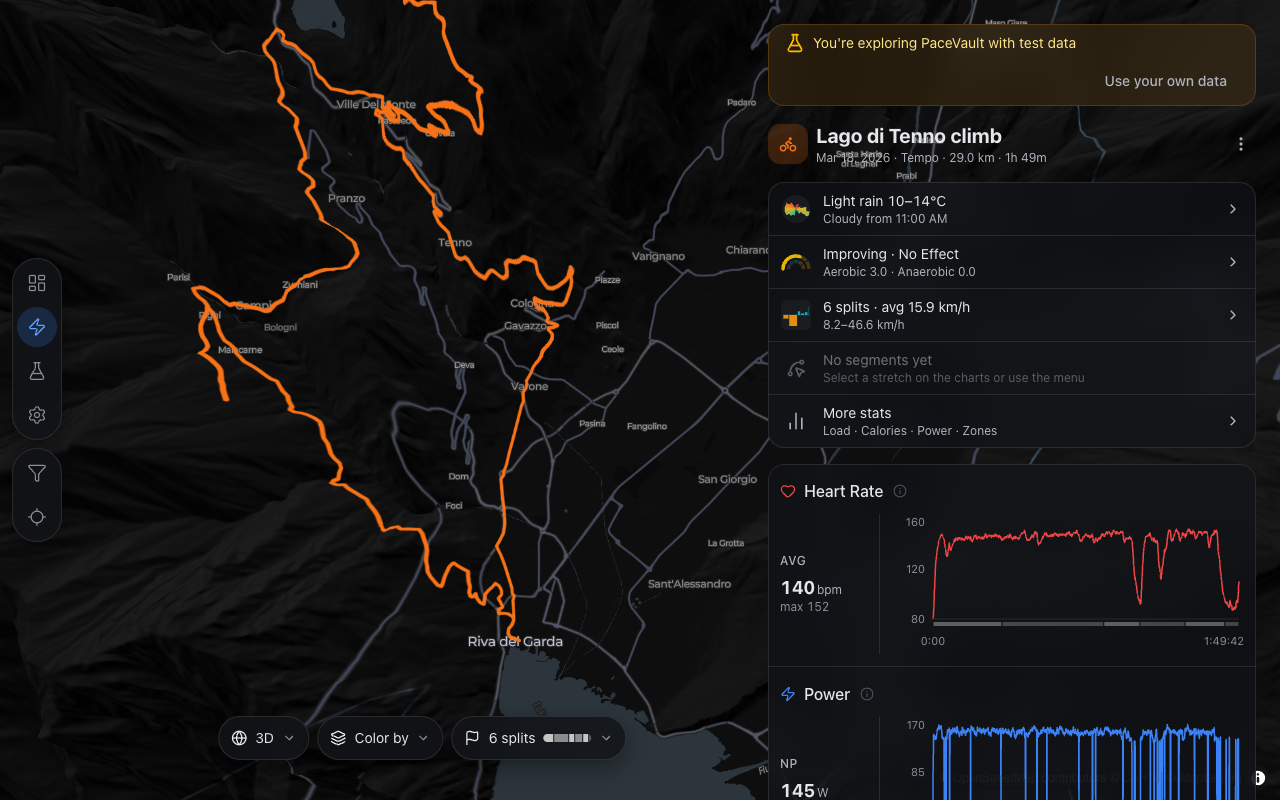 Maso Giare
You're exploring PaceVault with test data
Use your own data
Ville Del Monte
Padaro
Lago di Tenno climb
Mar 18, 2026 · Tempo · 29.0 km · 1h 49m
Prabi
Light rain 10–14°C
Cloudy from 11:00 AM
Pranzo
Tenno
Varignano
Chiarano
Improving · No Effect
Aerobic 3.0 · Anaerobic 0.0
Parisi
Zumiani
Piazze
Campi
Cologna
Pigni
Bologni
Gavazzo
Piscol
6 splits · avg 15.9 km/h
8.2–46.6 km/h
Mancarne
Ceole
Deva
Varone
No segments yet
Select a stretch on the charts or use the menu
Pasina
Fangolino
More stats
Load · Calories · Power · Zones
Dom
San Giorgio
Foci
La Grotta
Sant'Alessandro
Riva del Garda
Heart Rate
160
120
80
AVG
140 bpm
max 152
0:00
1:49:42
Power
170
85
NP
145 W
3D
Color by
6 splits